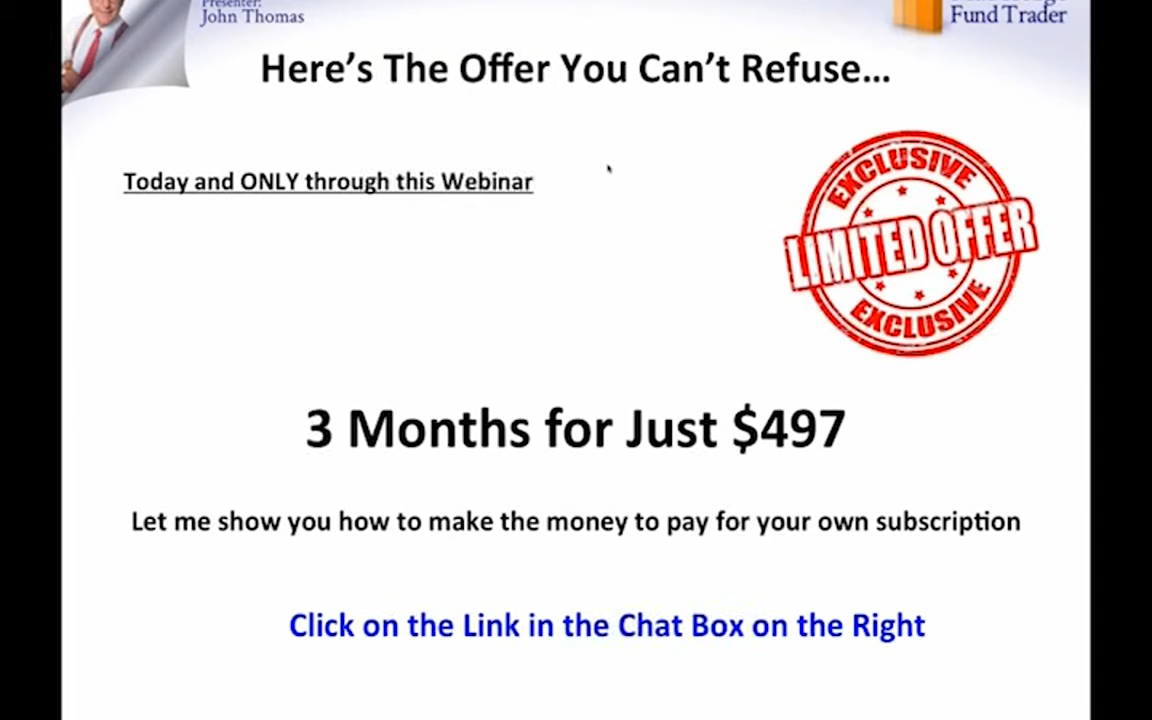 Presenter:
John Thomas
Fund Trader
Here's The Offer You Can't Refuse...
Today and ONLY through this Webinar
EXCLUSIVE
LIMITED OFFER
EXCLUSIVE
3 Months for Just $497
Let me show you how to make the money to pay for your own subscription
Click on the Link in the Chat Box on the Right